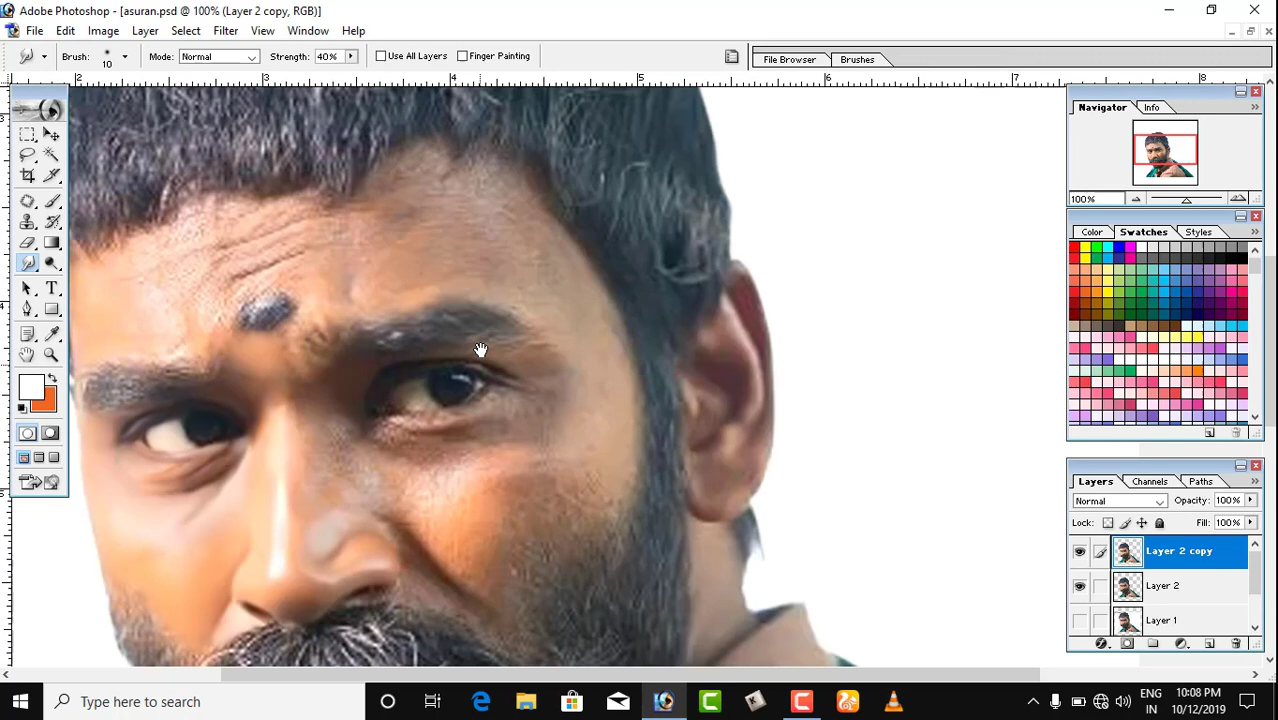 Adobe Photoshop - [asuran.psd @ 100% (Layer 2 copy, RGB)]
File Edit Image Layer Select Filter View Window Help
Brush: 10 Mode: Normal Strength: 40% Use All Layers Finger Painting File Browser Brushes
2 3 4 5 6 7 8
Navigator Info
100%
Color Swatches Styles
Layers Channels Paths
Normal Opacity: 100%
Lock: Fill: 100%
Layer 2 copy
Layer 2
Layer 1
Type here to search
ENG
IN
10:08 PM
10/12/2019